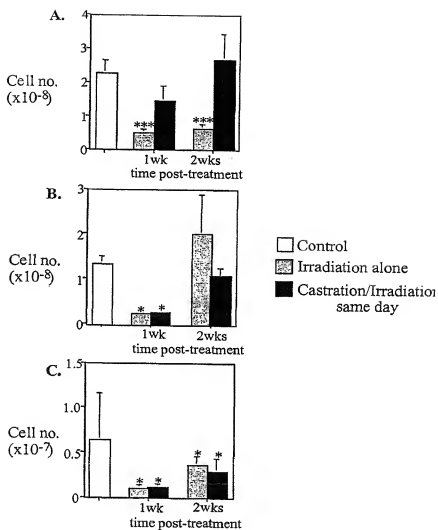 A.
4
3
Cell no.
(x10-8)
2
1
***
***
0
1wk
2wks
time post-treatment
B.
3
Cell no.
(x10-8)
2
1
*
*
0
1wk
2wks
time post-treatment
Control
Irradiation alone
Castration/Irradiation
same day
C.
1.5
1.0
Cell no.
(x10-7)
0.5
*
*
*
*
0
1wk
2wks
time post-treatment